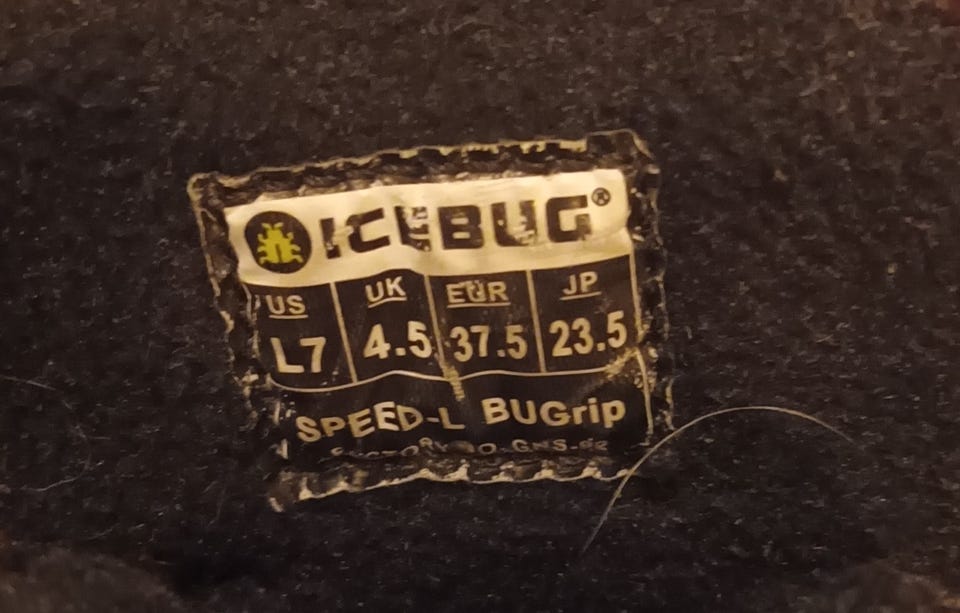 ICEBUG®
US UK EUR JP
L7 4.5 37.5 23.5
SPEED-L BUGrip